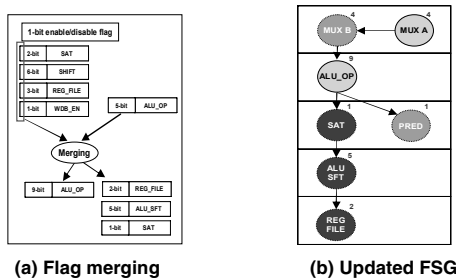 1-bit enable/disable flag
2-bit SAT
6-bit SHIFT
3-bit REG_FILE
1-bit WDB_EN
5-bit ALU_OP
Merging
9-bit ALU_OP
2-bit REG_FILE
5-bit ALU_SFT
1-bit SAT
(a) Flag merging
4 4
MUX B MUX A
9
ALU_OP
1 1
SAT PRED
5
ALU
SFT
2
REG
FILE
(b) Updated FSG